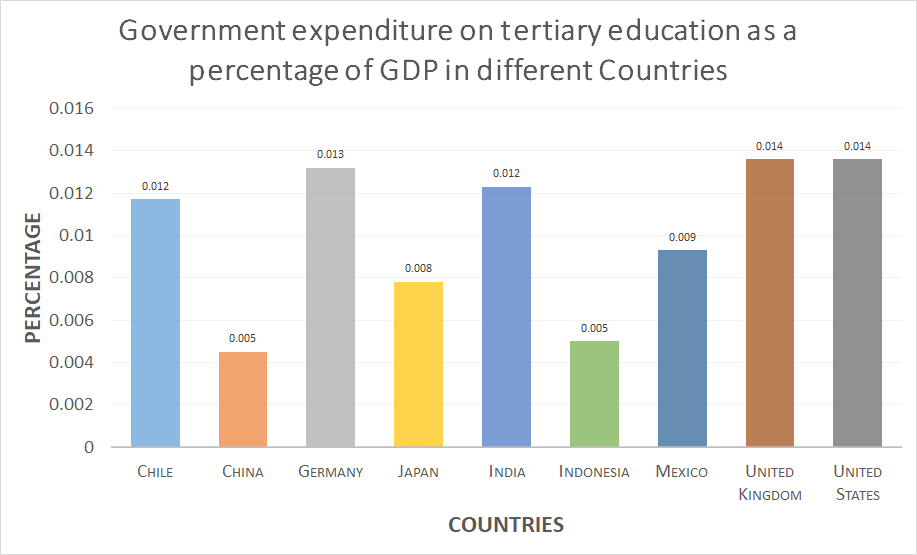 Government expenditure on tertiary education as a
percentage of GDP in different Countries
PERCENTAGE
0.016
0.014
0.012
0.01
0.008
0.006
0.004
0.002
0
0.012
0.005
0.013
0.008
0.012
0.005
0.009
0.014
0.014
CHILE
CHINA
GERMANY
JAPAN
INDIA
INDONESIA
MEXICO
UNITED
KINGDOM
UNITED
STATES
COUNTRIES